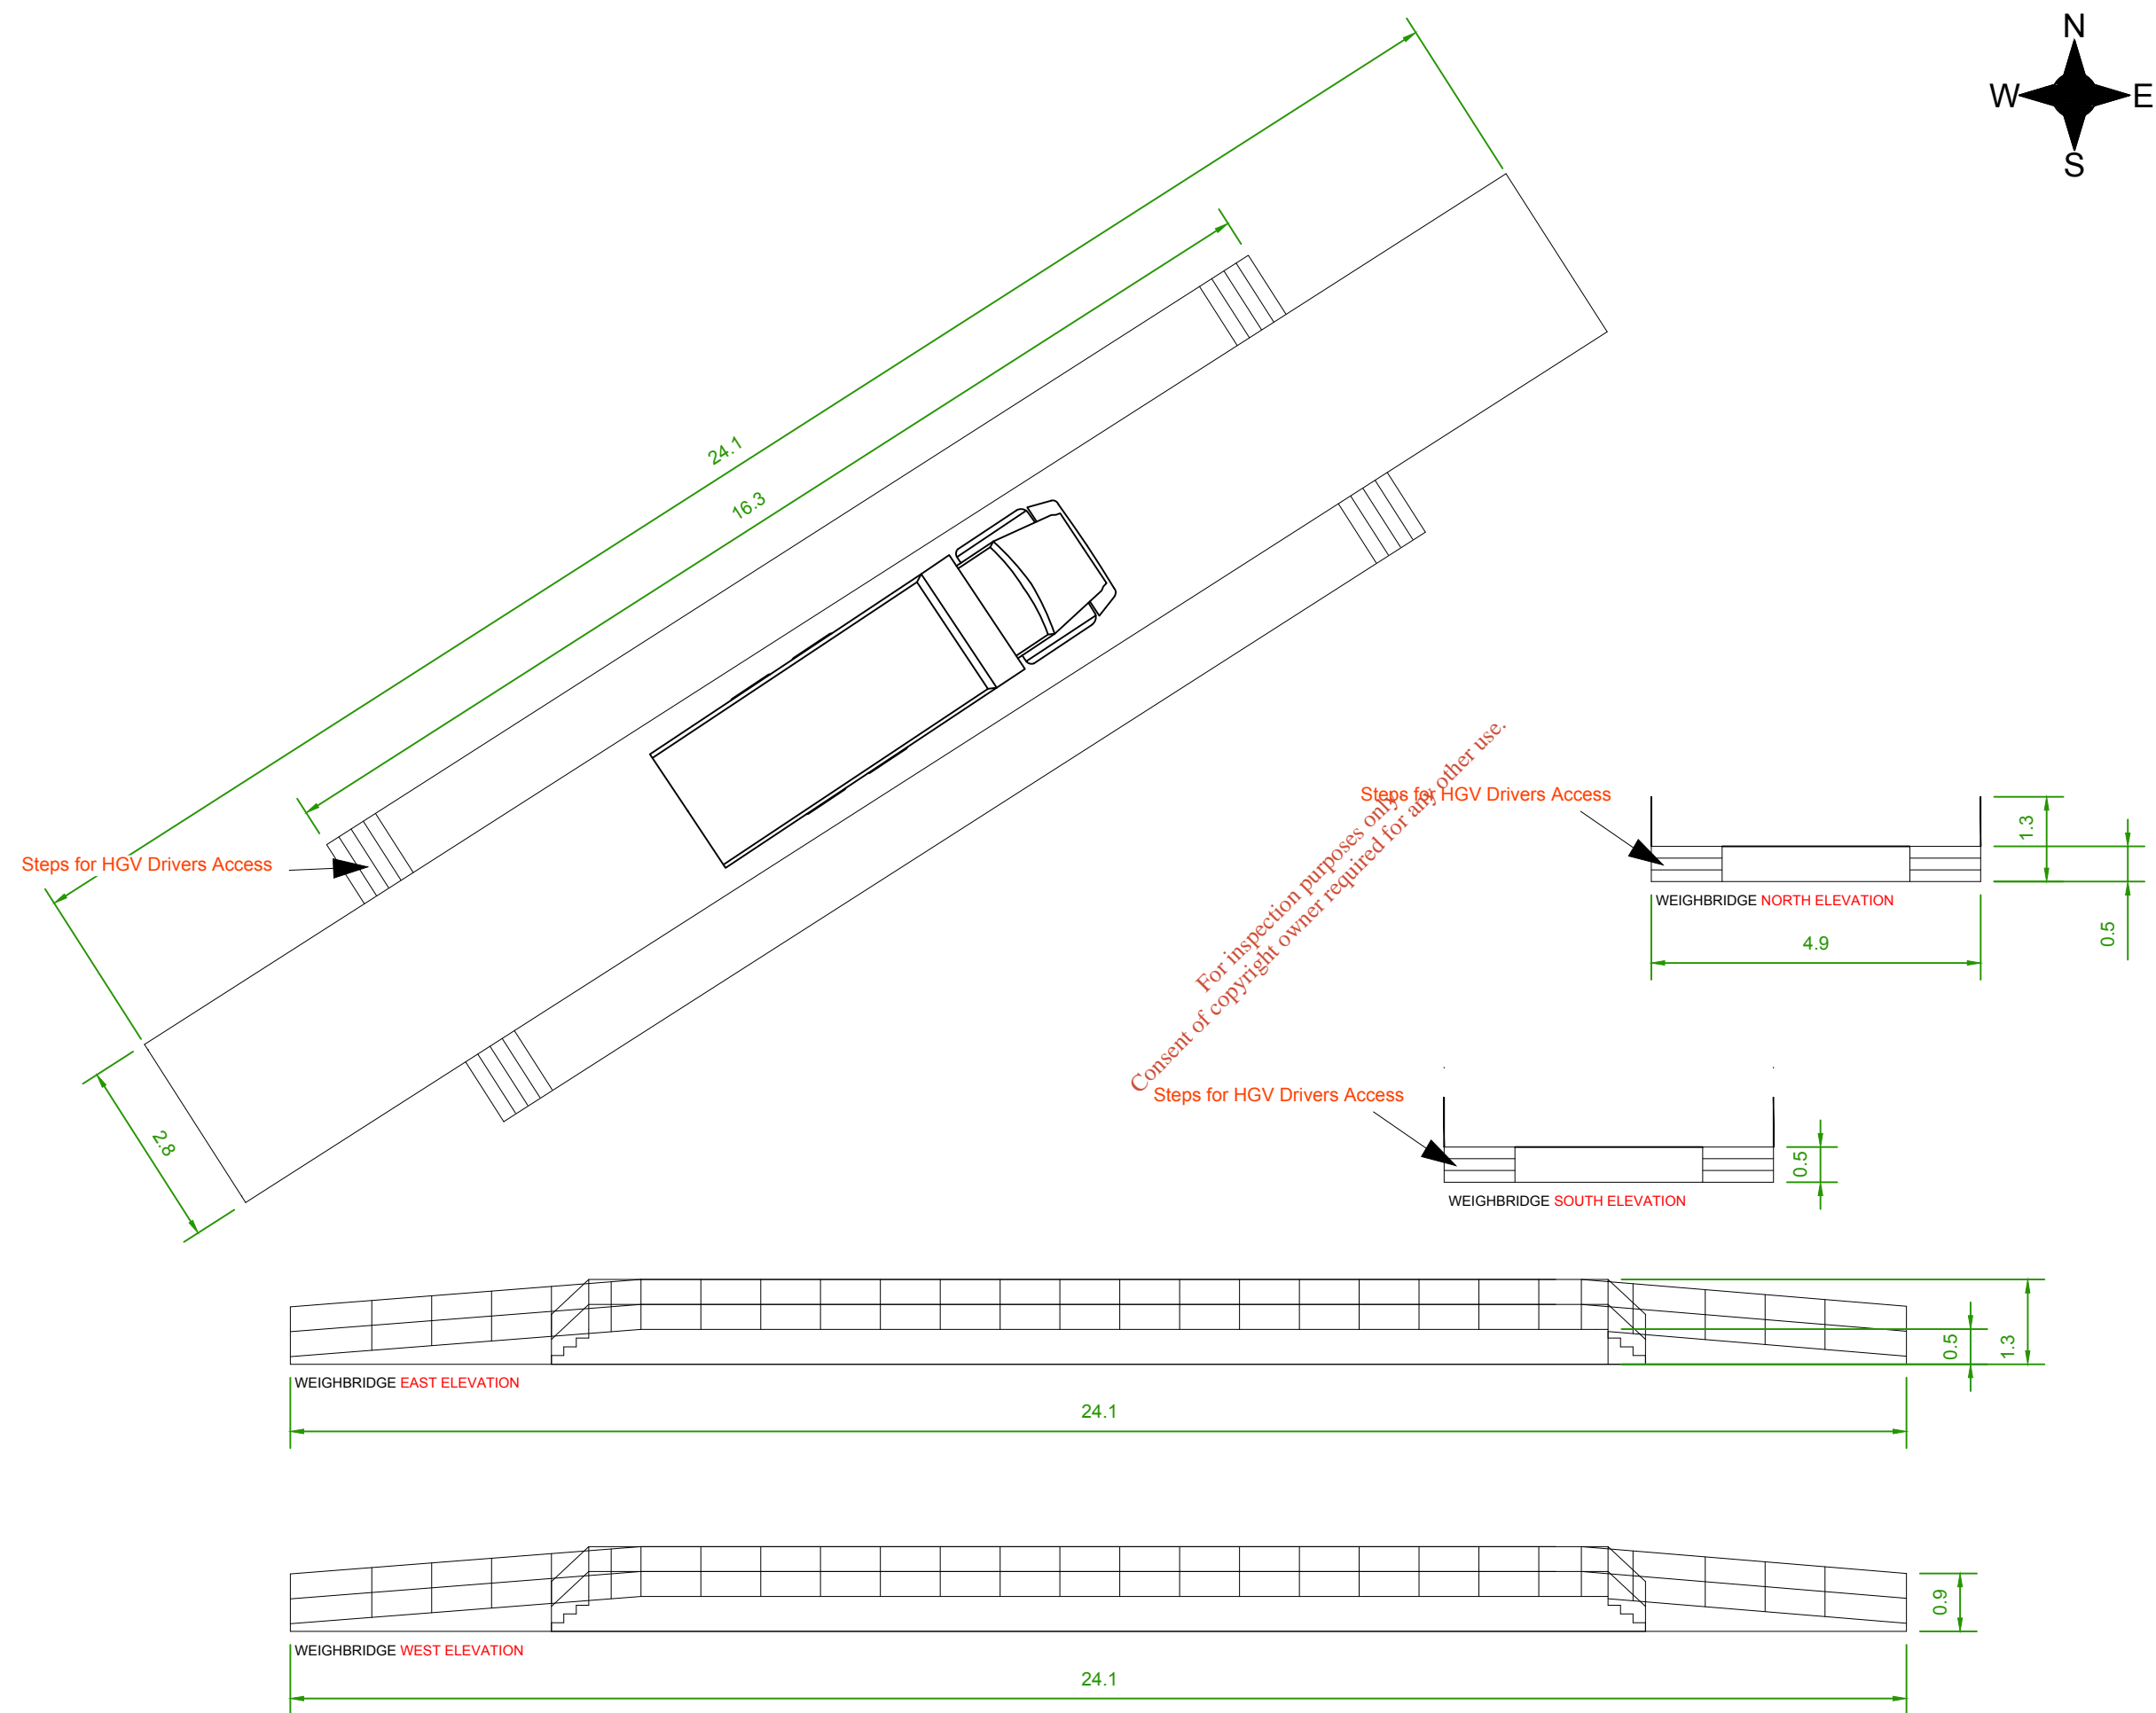 N
W
E
S
24.1
16.3
Steps for HGV Drivers Access
2.8
For inspection purposes only.
Consent of copyright owner required for any other use.
Steps for HGV Drivers Access
1.3
0.5
WEIGHBRIDGE NORTH ELEVATION
4.9
Steps for HGV Drivers Access
0.5
WEIGHBRIDGE SOUTH ELEVATION
0.5
1.3
WEIGHBRIDGE EAST ELEVATION
24.1
0.9
WEIGHBRIDGE WEST ELEVATION
24.1